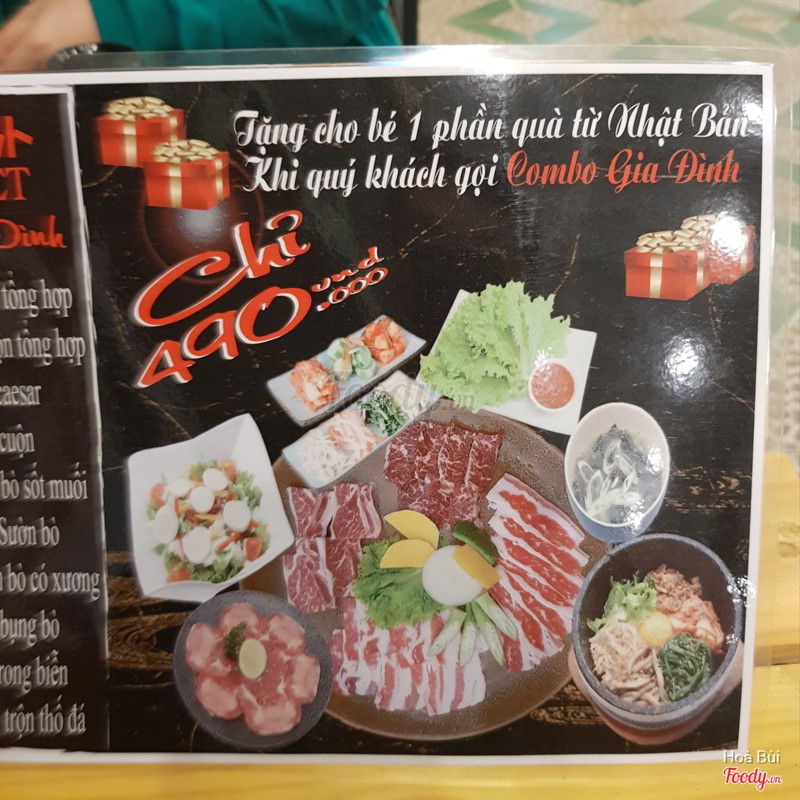 Tặng cho bé 1 phần quà từ Nhật Bản
Khi quý khách gọi Combo Gia Đình
Chỉ
490.000 vnd
Đình
tổng hợp
tổng hợp
caesar
cuộn
bò sốt muối
Sườn bò
bò có xương
bụng bò
rong biển
trộn thố đá
Hoà Bùi
Foody.vn